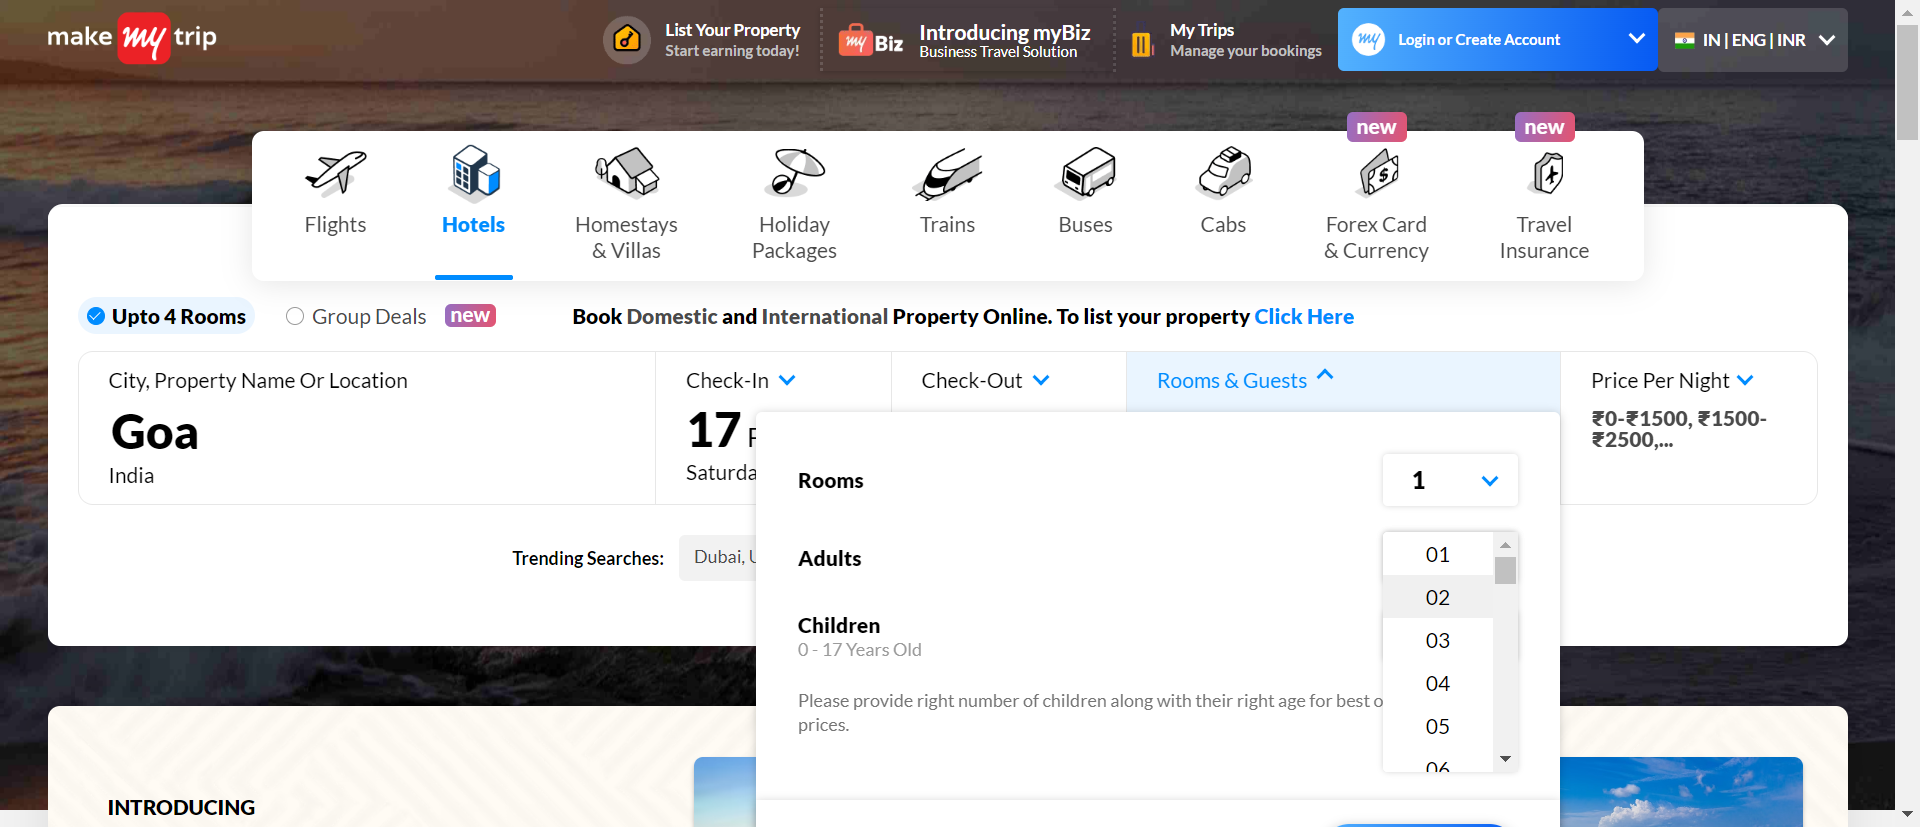 make my trip
List Your Property
Start earning today!
my Biz
Introducing myBiz
Business Travel Solution
My Trips
Manage your bookings
my
Login or Create Account
IN | ENG | INR
new
new
Flights
Hotels
Homestays
& Villas
Holiday
Packages
Trains
Buses
Cabs
Forex Card
& Currency
Travel
Insurance
Upto 4 Rooms
Group Deals
new
Book Domestic and International Property Online. To list your property Click Here
City, Property Name Or Location
Goa
India
Check-In
17
Saturda
Check-Out
Rooms & Guests
Price Per Night
₹0-₹1500, ₹1500-
₹2500,...
Rooms
1
Trending Searches:
Dubai, U
Adults
01
02
03
04
05
06
Children
0 - 17 Years Old
Please provide right number of children along with their right age for best o
prices.
INTRODUCING